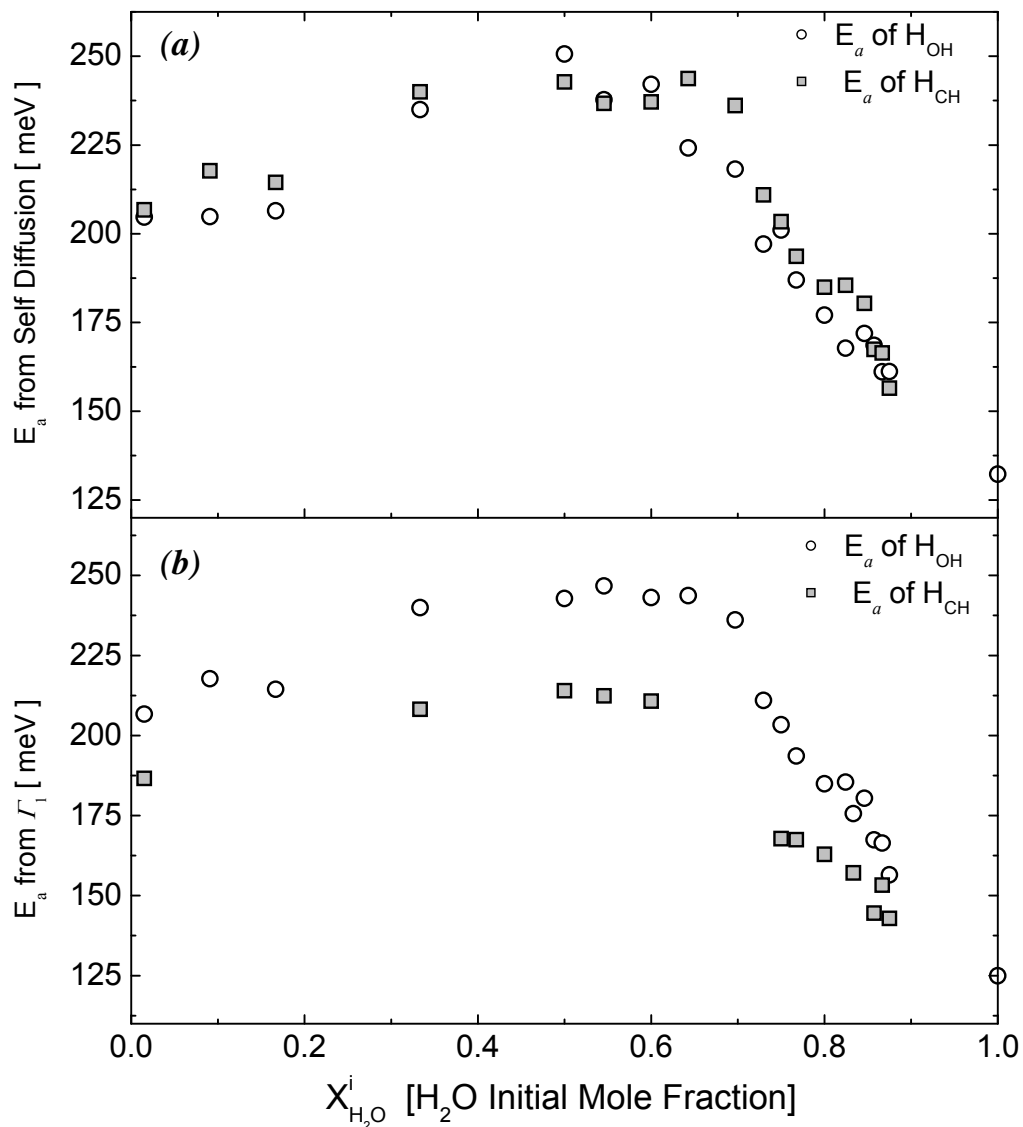 (a)
E_a of H_OH
E_a of H_CH
250
225
200
175
150
125
E_a from Self Diffusion [ meV]
(b)
E_a of H_OH
E_a of H_CH
250
225
200
175
150
125
E_a from Γ_1 [ meV]
0.0 0.2 0.4 0.6 0.8 1.0
X^i_H₂O [H₂O Initial Mole Fraction]